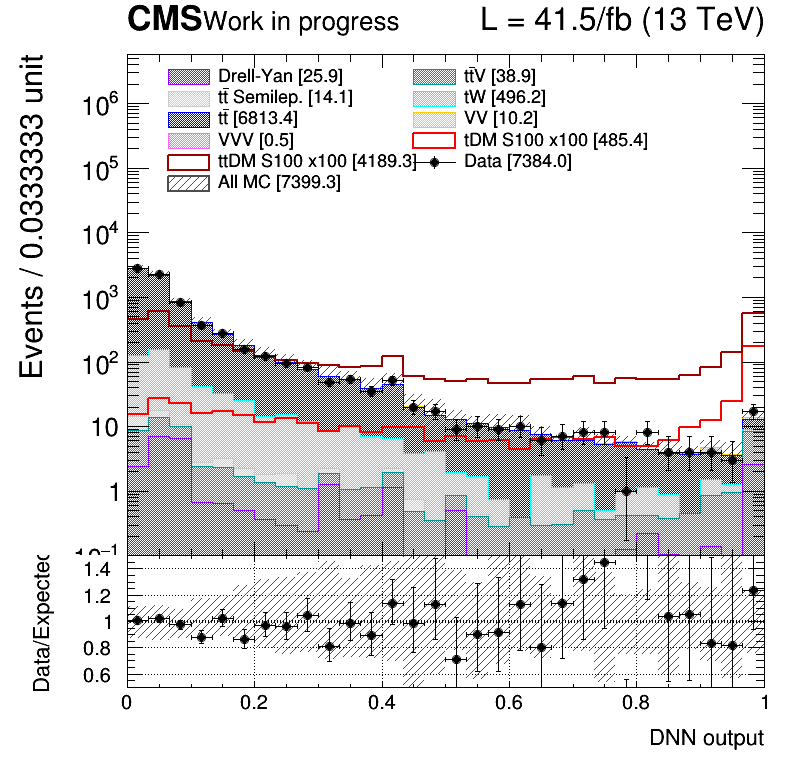 CMS Work in progress L = 41.5/fb (13 TeV)
Events / 0.0333333 unit
Drell-Yan [25.9] tt̄V [38.9]
tt̄ Semilep. [14.1] tW [496.2]
tt̄ [6813.4] VV [10.2]
VVV [0.5] tDM S100 x100 [485.4]
ttDM S100 x100 [4189.3] Data [7384.0]
All MC [7399.3]
10⁶
10⁵
10⁴
10³
10²
10
1
10⁻¹
Data/Expected
1.4
1.2
1
0.8
0.6
0 0.2 0.4 0.6 0.8 1
DNN output